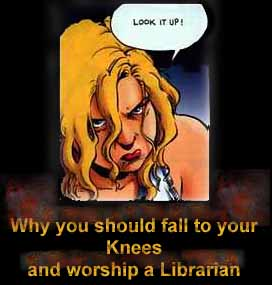 LOOK IT UP!
Why you should fall to your
Knees
and worship a Librarian